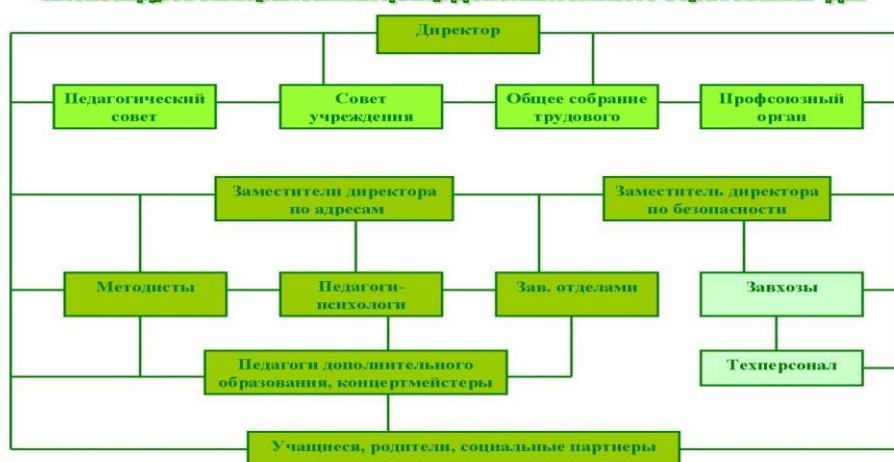 Директор
Педагогический
совет
Совет
учреждения
Общее собрание
трудового
Профсоюзный
орган
Заместители директора
по адресам
Заместитель директора
по безопасности
Методисты
Педагоги-
психологи
Зав. отделами
Завхозы
Педагоги дополнительного
образования, концертмейстеры
Техперсонал
Учащиеся, родители, социальные партнеры